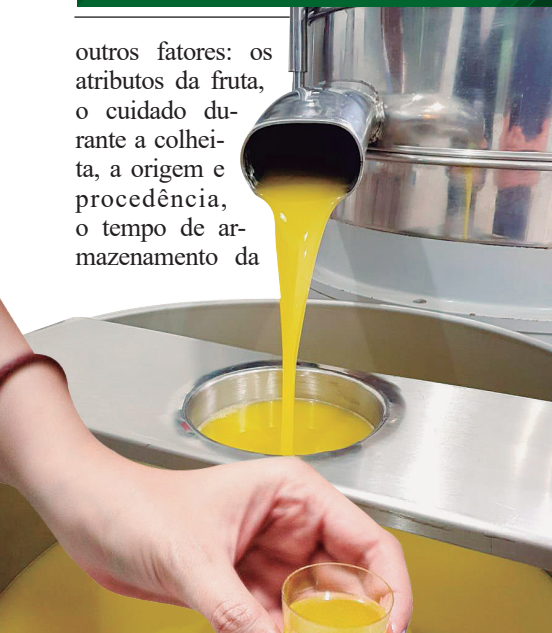 outros fatores: os
atributos da fruta,
o cuidado du-
rante a colhei-
ta, a origem e
procedência,
o tempo de ar-
mazenamento da